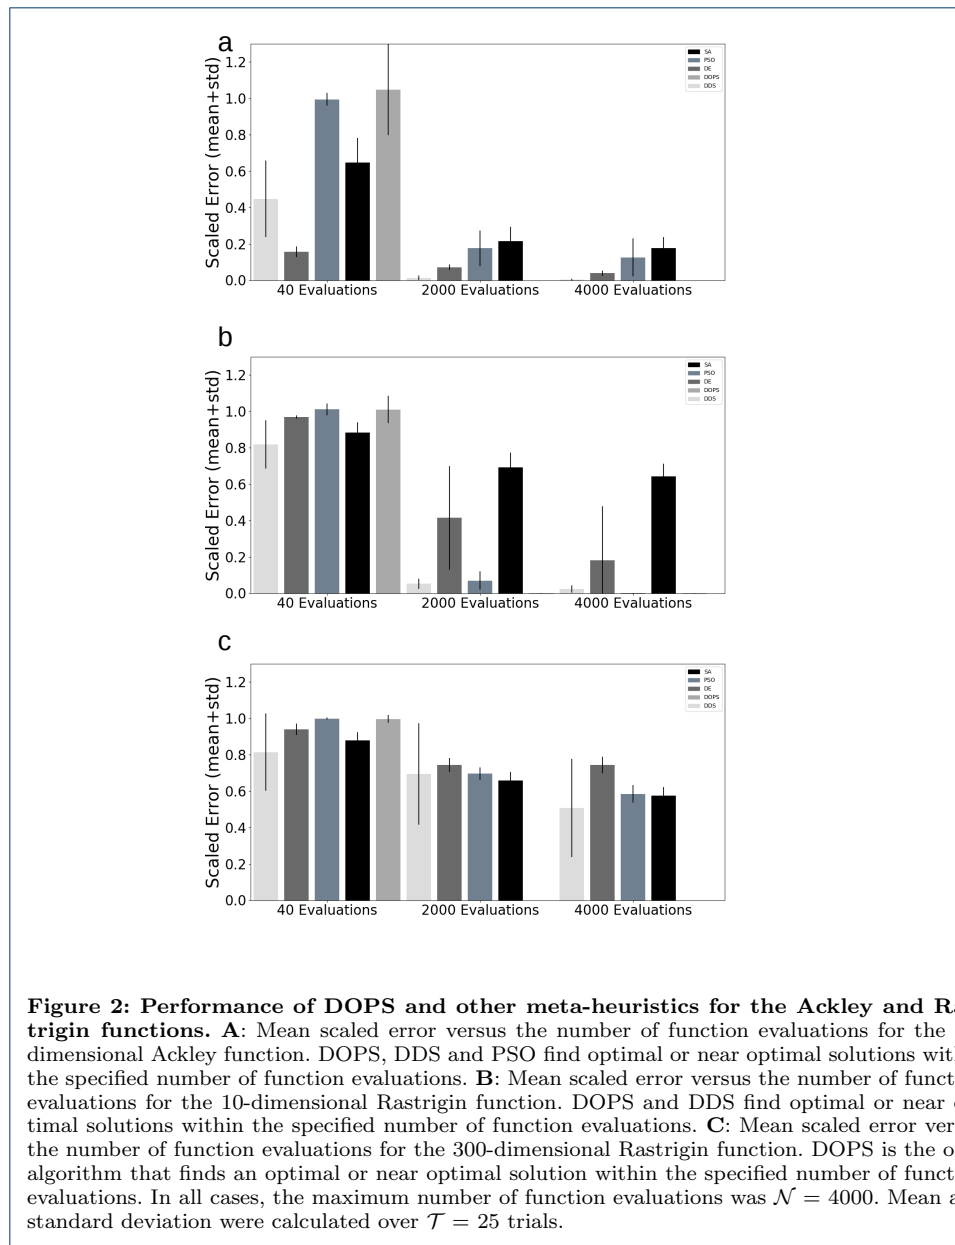 a
1.2
1.0
0.8
0.6
0.4
0.2
0.0
Scaled Error (mean+std)
SA
PSO
DE
DOPS
DDS
40 Evaluations
2000 Evaluations
4000 Evaluations
b
1.2
1.0
0.8
0.6
0.4
0.2
0.0
Scaled Error (mean+std)
SA
PSO
DE
DOPS
DDS
40 Evaluations
2000 Evaluations
4000 Evaluations
c
1.2
1.0
0.8
0.6
0.4
0.2
0.0
Scaled Error (mean+std)
SA
PSO
DE
DOPS
DDS
40 Evaluations
2000 Evaluations
4000 Evaluations
Figure 2: Performance of DOPS and other meta-heuristics for the Ackley and Ra
trigin functions. A: Mean scaled error versus the number of function evaluations for the
dimensional Ackley function. DOPS, DDS and PSO find optimal or near optimal solutions wit
the specified number of function evaluations. B: Mean scaled error versus the number of funct
evaluations for the 10-dimensional Rastrigin function. DOPS and DDS find optimal or near
timal solutions within the specified number of function evaluations. C: Mean scaled error ver
the number of function evaluations for the 300-dimensional Rastrigin function. DOPS is the o
algorithm that finds an optimal or near optimal solution within the specified number of funct
evaluations. In all cases, the maximum number of function evaluations was 𝒩 = 4000. Mean a
standard deviation were calculated over 𝒯 = 25 trials.